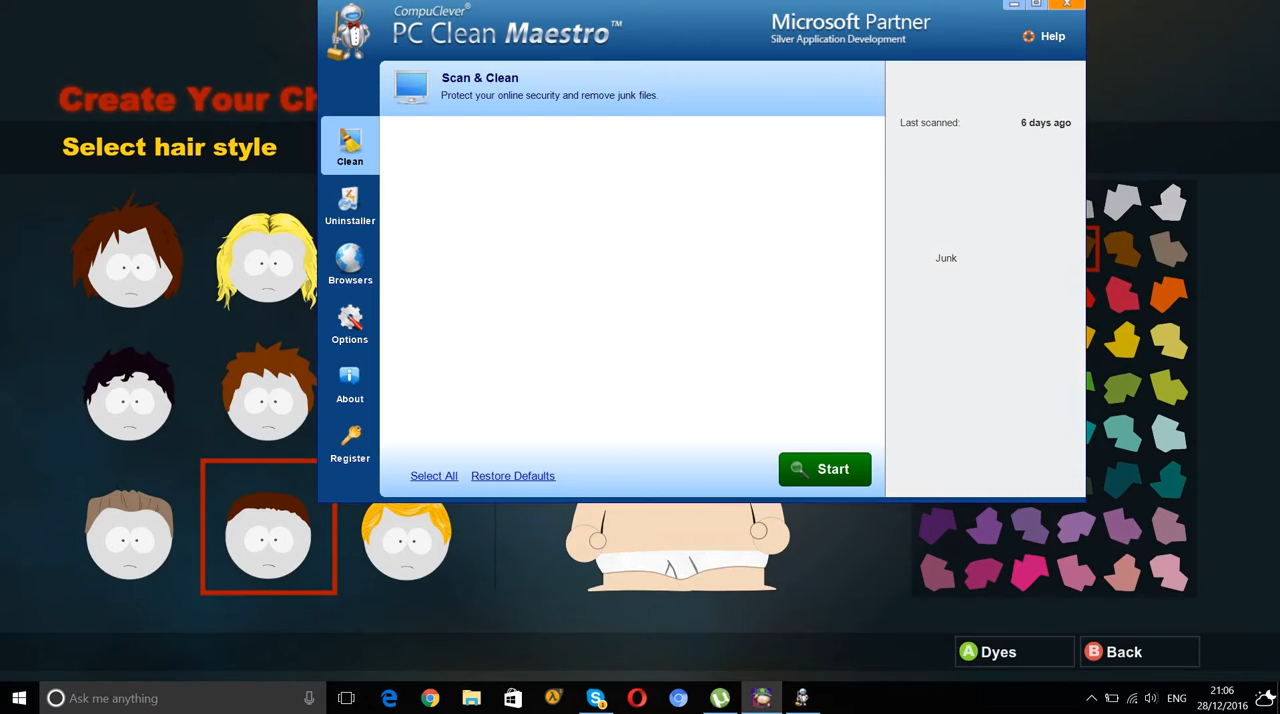 CompuClever®
PC Clean Maestro™
Microsoft Partner
Silver Application Development
Help
Create Your Ch
Select hair style
Scan & Clean
Protect your online security and remove junk files.
Last scanned: 6 days ago
Clean
Uninstaller
Browsers
Junk
Options
About
Register
Select All Restore Defaults
Start
A Dyes
B Back
Ask me anything
ENG
21:06
28/12/2016